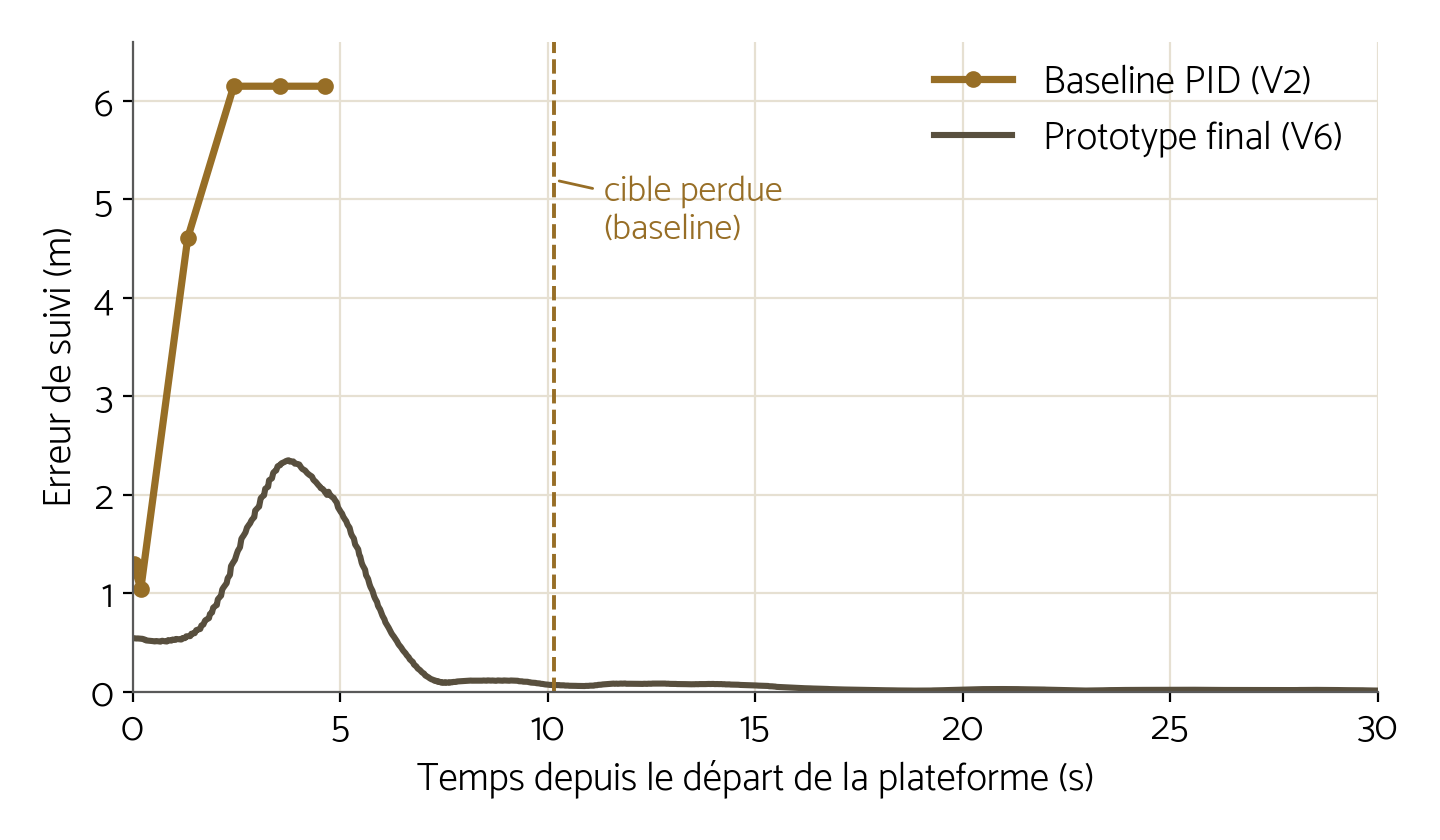 Baseline PID (V2)
Prototype final (V6)
cible perdue
(baseline)
Erreur de suivi (m)
6
5
4
3
2
1
0
0 5 10 15 20 25 30
Temps depuis le départ de la plateforme (s)